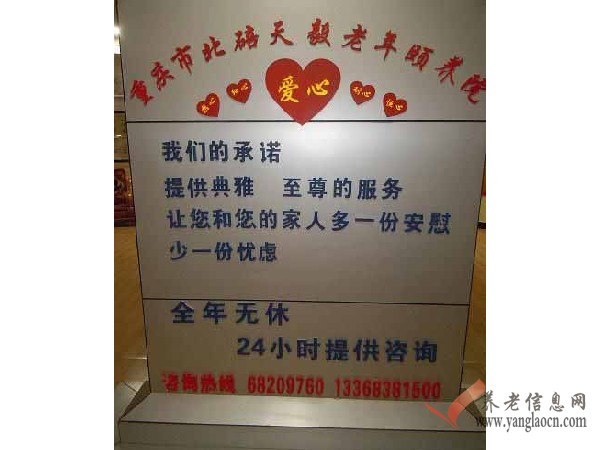 重庆市北碚天毅老年颐养院
爱心
我们的承诺
提供典雅 至尊的服务
让您和您的家人多一份安慰
少一份忧虑
全年无休
24小时提供咨询
咨询热线 68209760 13368381500
养老信息网
www.yanglaocn.com